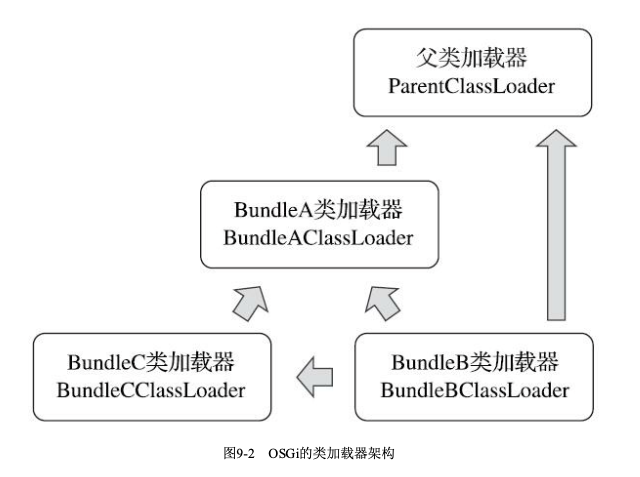 父类加载器
ParentClassLoader
BundleA类加载器
BundleAClassLoader
BundleC类加载器
BundleCClassLoader
BundleB类加载器
BundleBClassLoader
图9-2 OSGi的类加载器架构